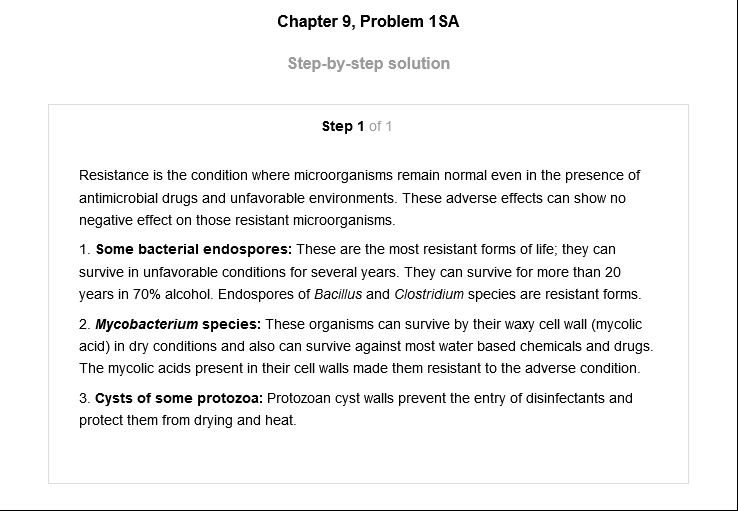 Chapter 9, Problem 1SA
Step-by-step solution
Step 1 of 1
Resistance is the condition where microorganisms remain normal even in the presence of
antimicrobial drugs and unfavorable environments. These adverse effects can show no
negative effect on those resistant microorganisms.
1. Some bacterial endospores: These are the most resistant forms of life; they can
survive in unfavorable conditions for several years. They can survive for more than 20
years in 70% alcohol. Endospores of Bacillus and Clostridium species are resistant forms.
2. Mycobacterium species: These organisms can survive by their waxy cell wall (mycolic
acid) in dry conditions and also can survive against most water based chemicals and drugs.
The mycolic acids present in their cell walls made them resistant to the adverse condition.
3. Cysts of some protozoa: Protozoan cyst walls prevent the entry of disinfectants and
protect them from drying and heat.